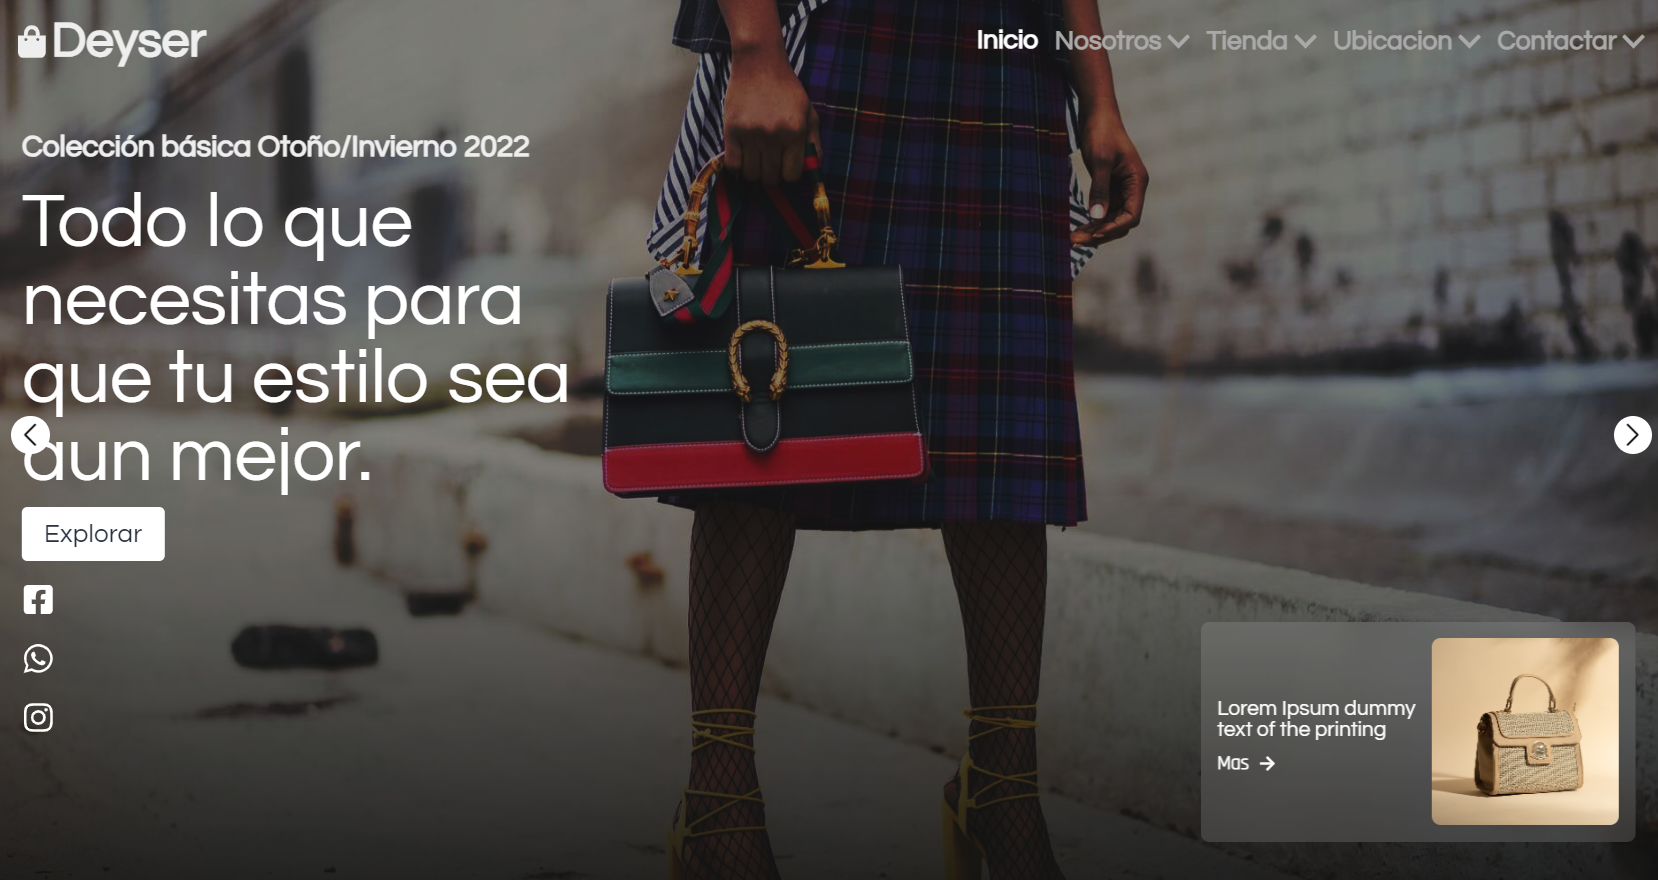 Deyser
Inicio Nosotros Tienda Ubicacion Contactar
Colección básica Otoño/Invierno 2022
Todo lo que
necesitas para
que tu estilo sea
aun mejor.
Explorar
Lorem Ipsum dummy
text of the printing
Mas